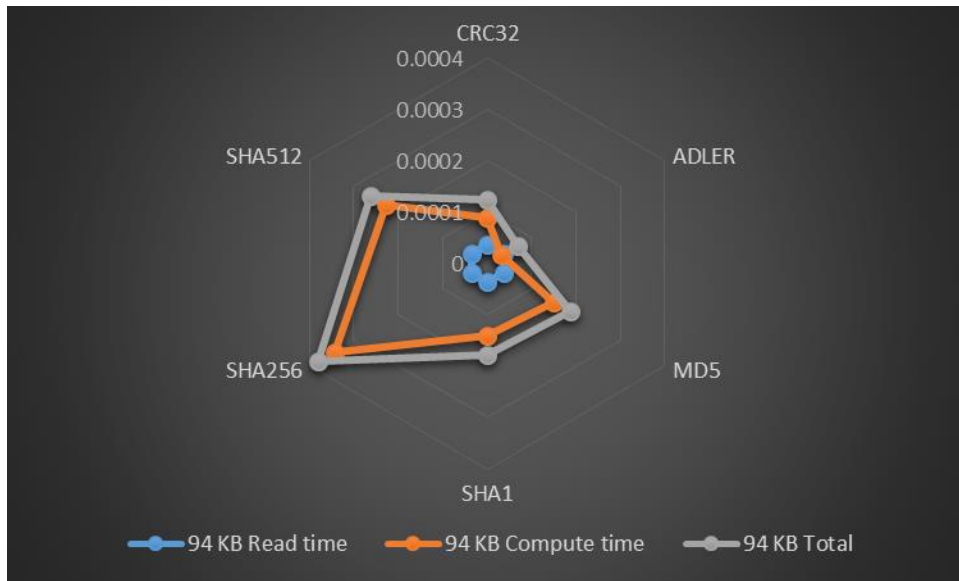 CRC32
0.0004
0.0003
0.0002
0.0001
0
SHA512
ADLER
SHA256
MD5
SHA1
94 KB Read time
94 KB Compute time
94 KB Total